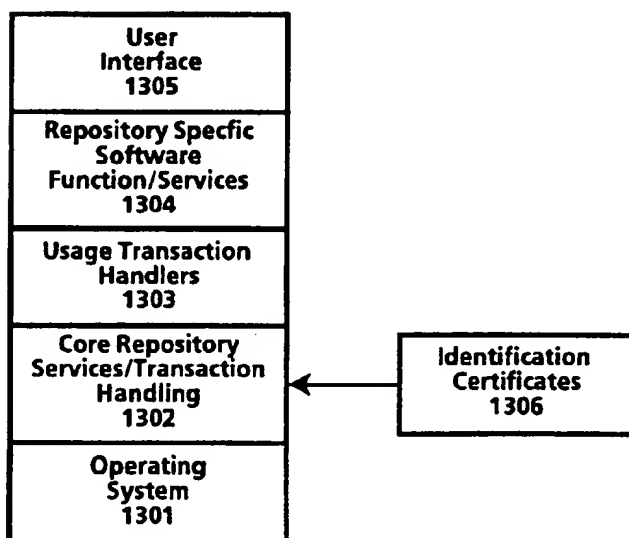 User
Interface
1305
Repository Specfic
Software
Function/Services
1304
Usage Transaction
Handlers
1303
Core Repository
Services/Transaction
Handling
1302
Identification
Certificates
1306
Operating
System
1301